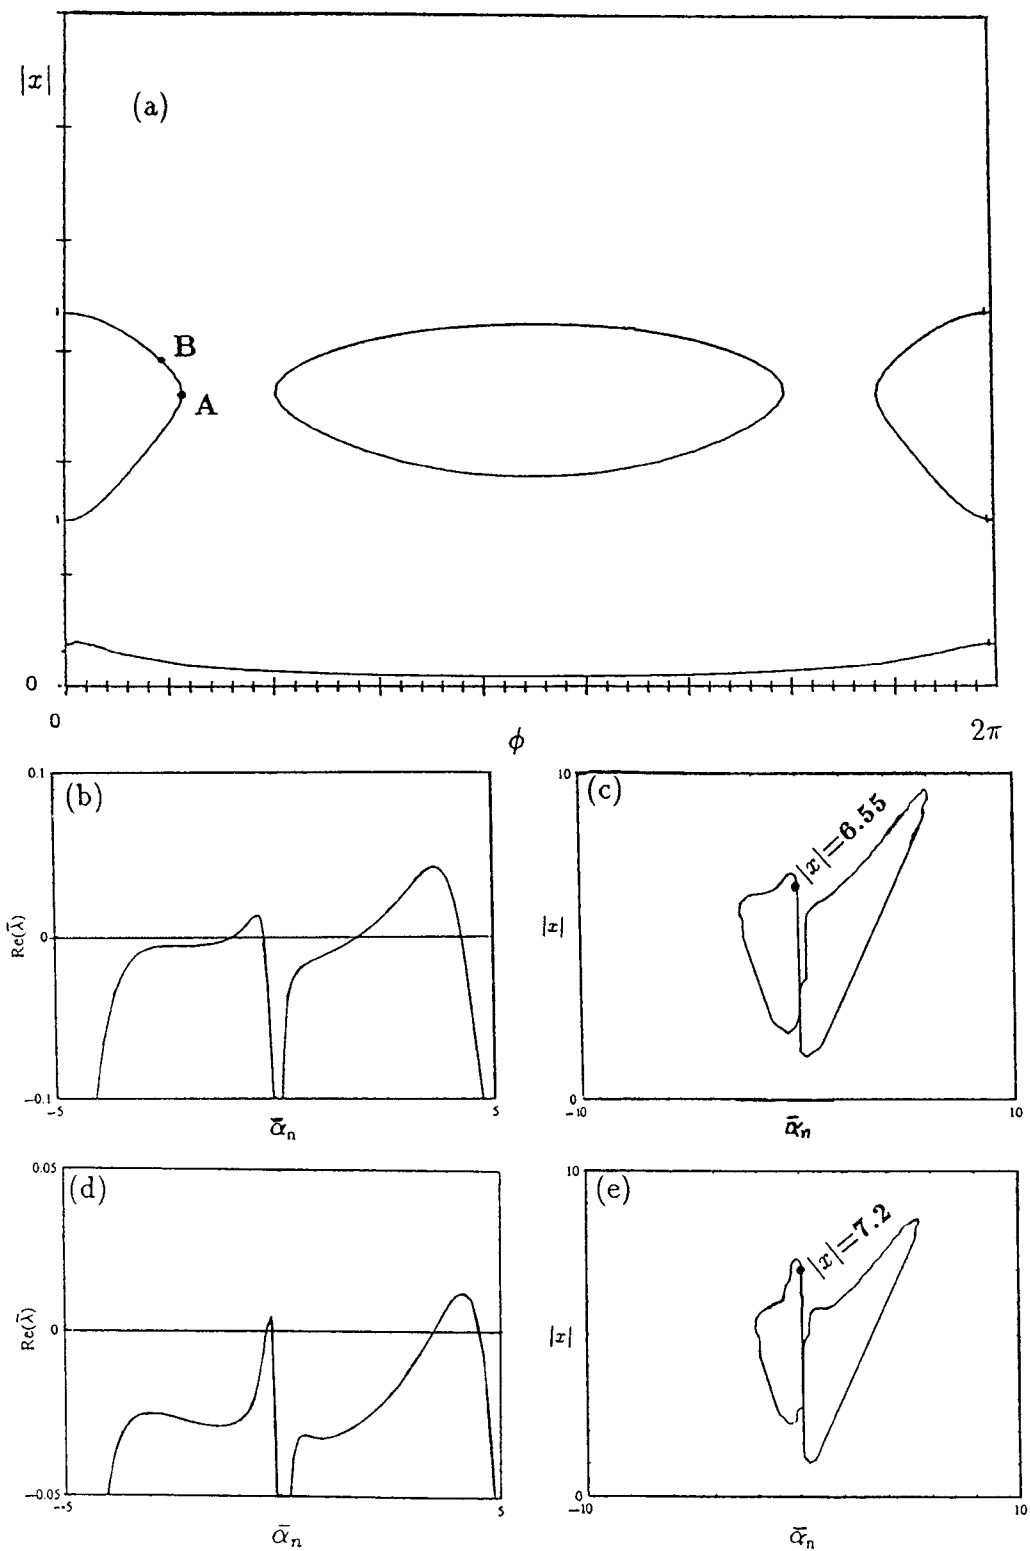 |x|
(a)
B
A
0
0
φ
2π
0.1
(b)
Re(λ̄)
0
−0.1
−5
5
ᾱn
10
(c)
|x|=6.55
|x|
0
−10
10
ᾱn
0.05
(d)
Re(λ̄)
0
−0.05
−5
5
ᾱn
10
(e)
|x|=7.2
|x|
0
−10
10
ᾱn